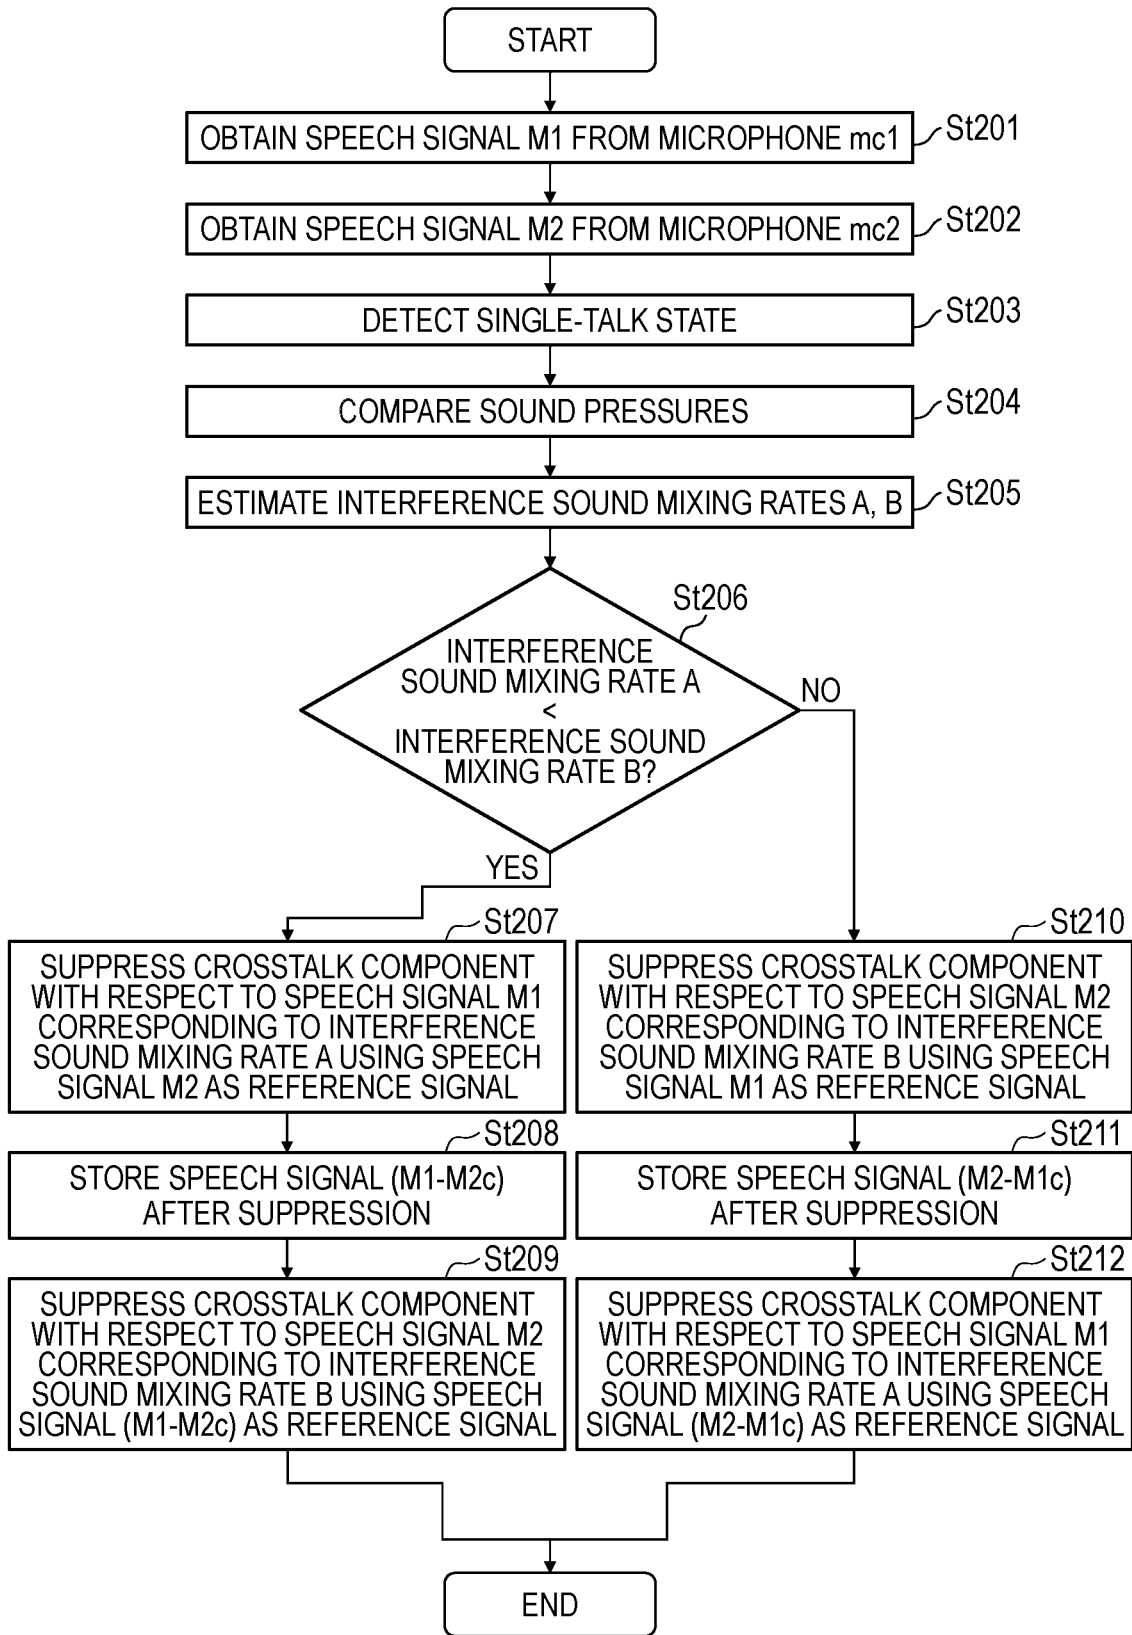 START
OBTAIN SPEECH SIGNAL M1 FROM MICROPHONE mc1
St201
OBTAIN SPEECH SIGNAL M2 FROM MICROPHONE mc2
St202
DETECT SINGLE-TALK STATE
St203
COMPARE SOUND PRESSURES
St204
ESTIMATE INTERFERENCE SOUND MIXING RATES A, B
St205
St206
INTERFERENCE
SOUND MIXING RATE A
<
INTERFERENCE SOUND
MIXING RATE B?
NO
YES
St207
SUPPRESS CROSSTALK COMPONENT
WITH RESPECT TO SPEECH SIGNAL M1
CORRESPONDING TO INTERFERENCE
SOUND MIXING RATE A USING SPEECH
SIGNAL M2 AS REFERENCE SIGNAL
St208
STORE SPEECH SIGNAL (M1-M2c)
AFTER SUPPRESSION
St209
SUPPRESS CROSSTALK COMPONENT
WITH RESPECT TO SPEECH SIGNAL M2
CORRESPONDING TO INTERFERENCE
SOUND MIXING RATE B USING SPEECH
SIGNAL (M1-M2c) AS REFERENCE SIGNAL
St210
SUPPRESS CROSSTALK COMPONENT
WITH RESPECT TO SPEECH SIGNAL M2
CORRESPONDING TO INTERFERENCE
SOUND MIXING RATE B USING SPEECH
SIGNAL M1 AS REFERENCE SIGNAL
St211
STORE SPEECH SIGNAL (M2-M1c)
AFTER SUPPRESSION
St212
SUPPRESS CROSSTALK COMPONENT
WITH RESPECT TO SPEECH SIGNAL M1
CORRESPONDING TO INTERFERENCE
SOUND MIXING RATE A USING SPEECH
SIGNAL (M2-M1c) AS REFERENCE SIGNAL
END